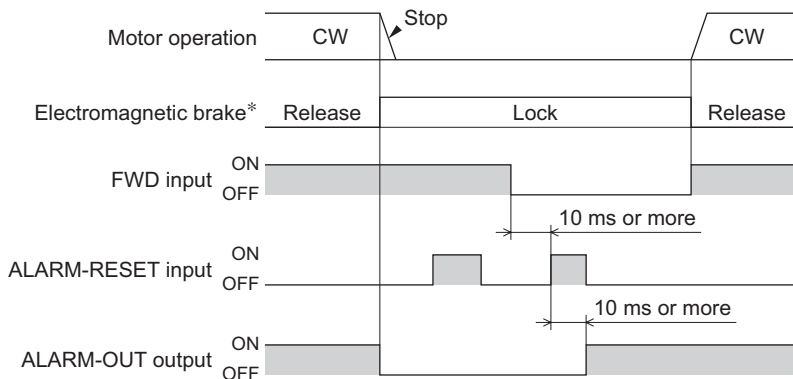 Motor operation CW Stop CW
Electromagnetic brake* Release Lock Release
FWD input ON
OFF
10 ms or more
ALARM-RESET input ON
OFF
10 ms or more
ALARM-OUT output ON
OFF